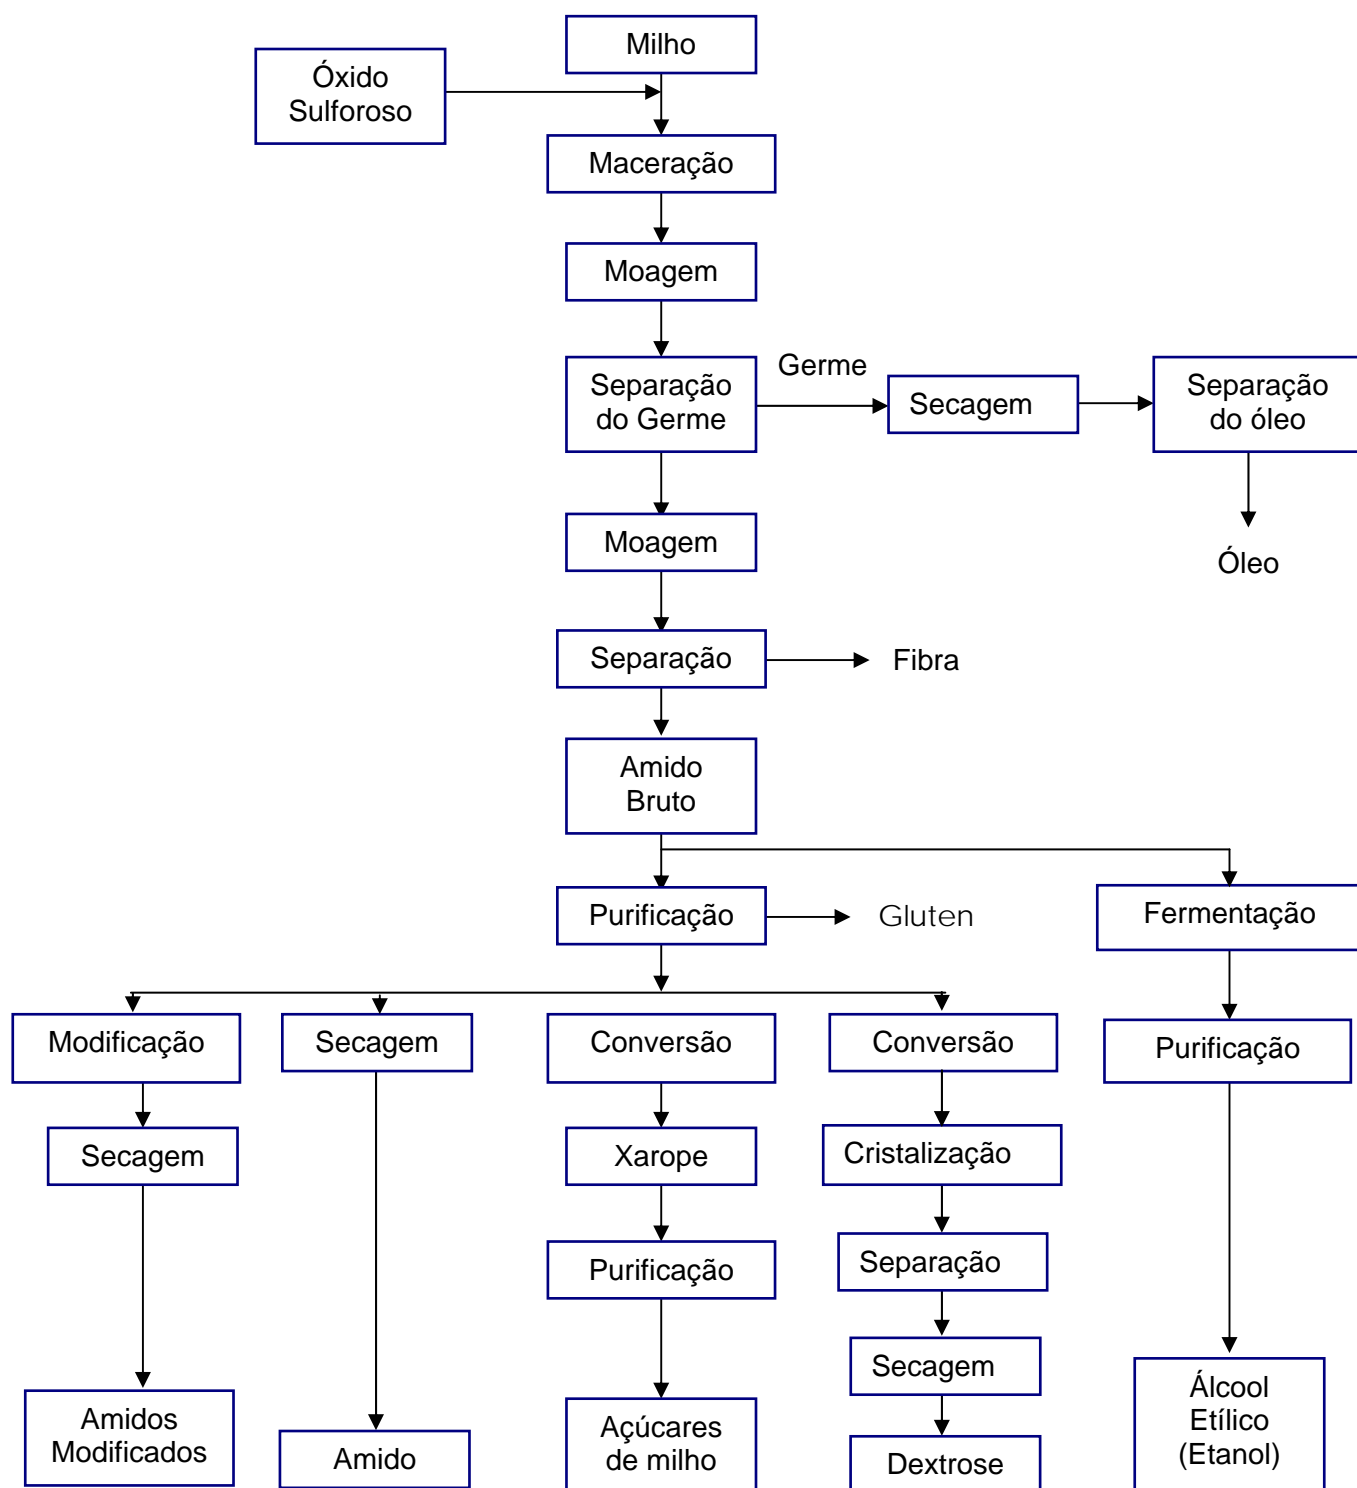 Milho
Óxido
Sulforoso
Maceração
Moagem
Separação
do Germe
Germe
Secagem
Separação
do óleo
Óleo
Moagem
Separação
Fibra
Amido
Bruto
Purificação
Gluten
Fermentação
Modificação
Secagem
Conversão
Conversão
Purificação
Secagem
Xarope
Cristalização
Purificação
Separação
Secagem
Amidos
Modificados
Amido
Açúcares
de milho
Dextrose
Álcool
Etílico
(Etanol)